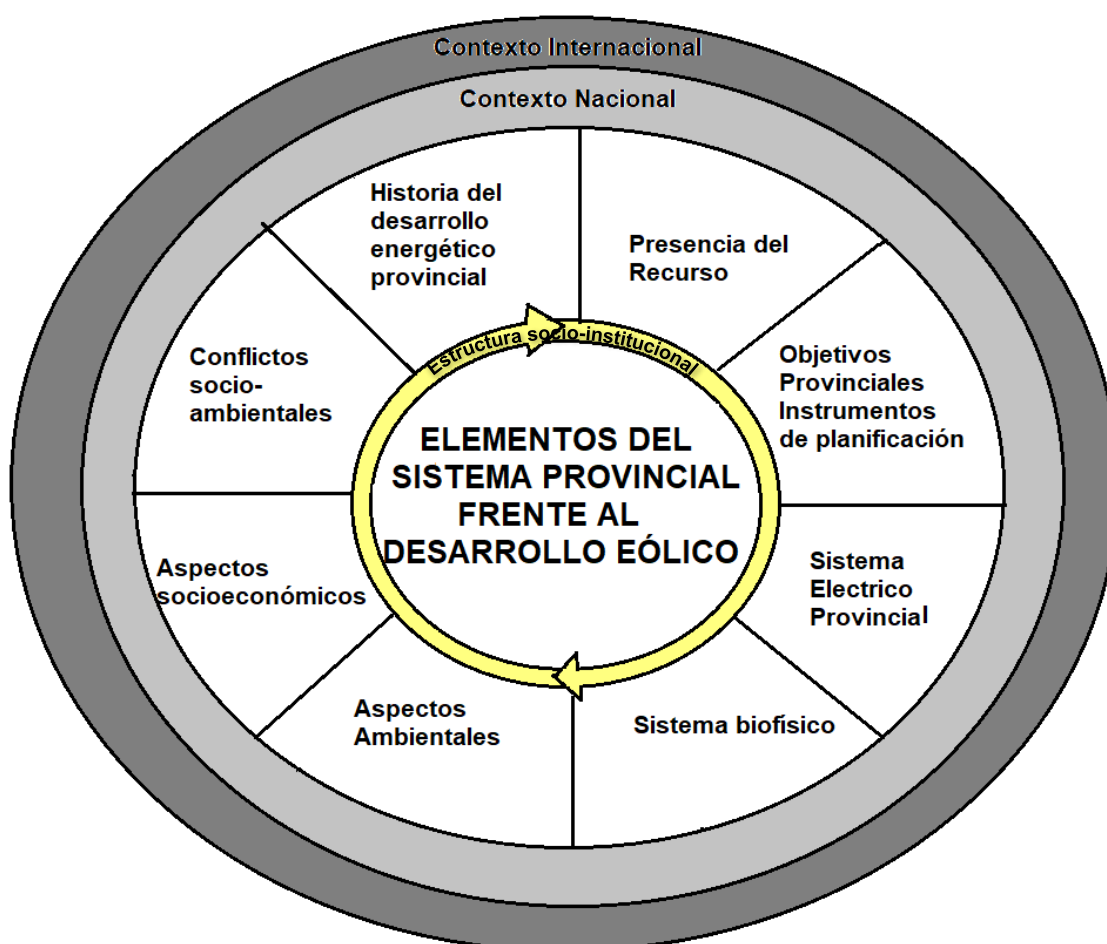 Contexto Internacional
Contexto Nacional
Historia del
desarrollo
energético
provincial
Presencia del
Recurso
Conflictos
socio-
ambientales
Objetivos
Provinciales
Instrumentos
de planificación
Estructura socio-institucional
ELEMENTOS DEL
SISTEMA PROVINCIAL
FRENTE AL
DESARROLLO EÓLICO
Aspectos
socioeconómicos
Sistema
Electrico
Provincial
Aspectos
Ambientales
Sistema biofísico